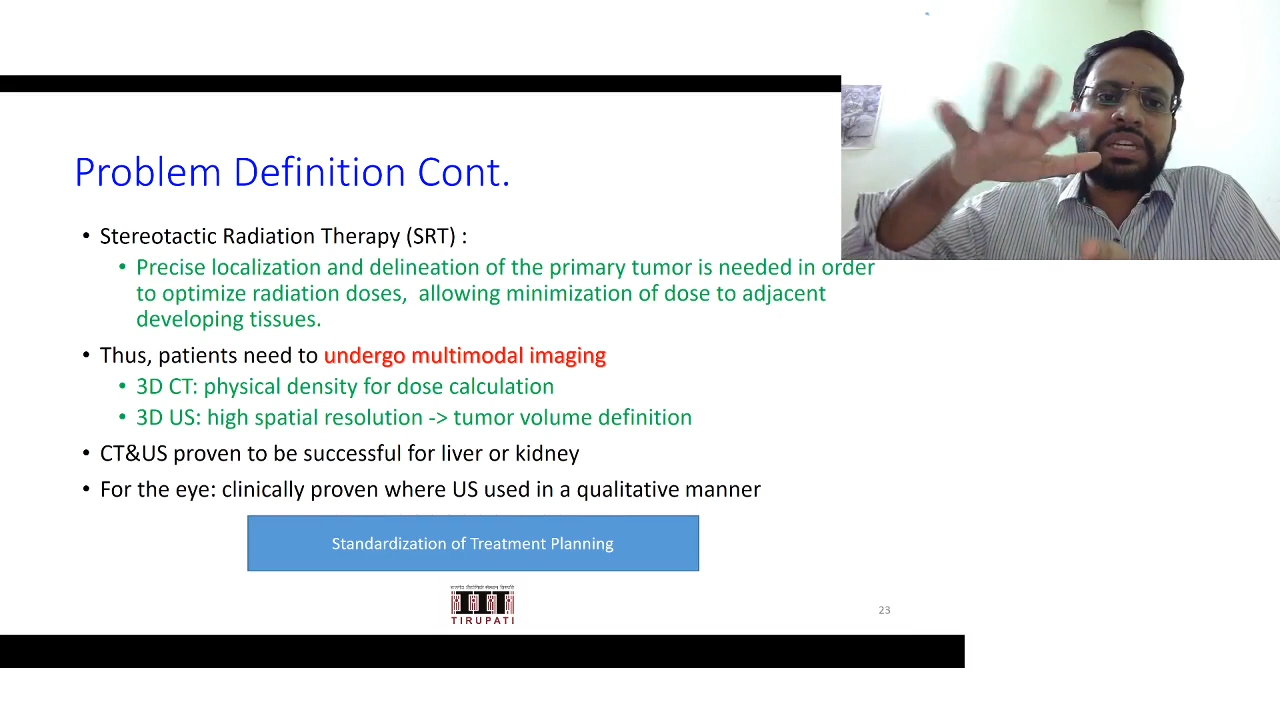 Problem Definition Cont.
• Stereotactic Radiation Therapy (SRT) :
• Precise localization and delineation of the primary tumor is needed in order
to optimize radiation doses, allowing minimization of dose to adjacent
developing tissues.
• Thus, patients need to undergo multimodal imaging
• 3D CT: physical density for dose calculation
• 3D US: high spatial resolution -> tumor volume definition
• CT&US proven to be successful for liver or kidney
• For the eye: clinically proven where US used in a qualitative manner
Standardization of Treatment Planning
TIRUPATI
23